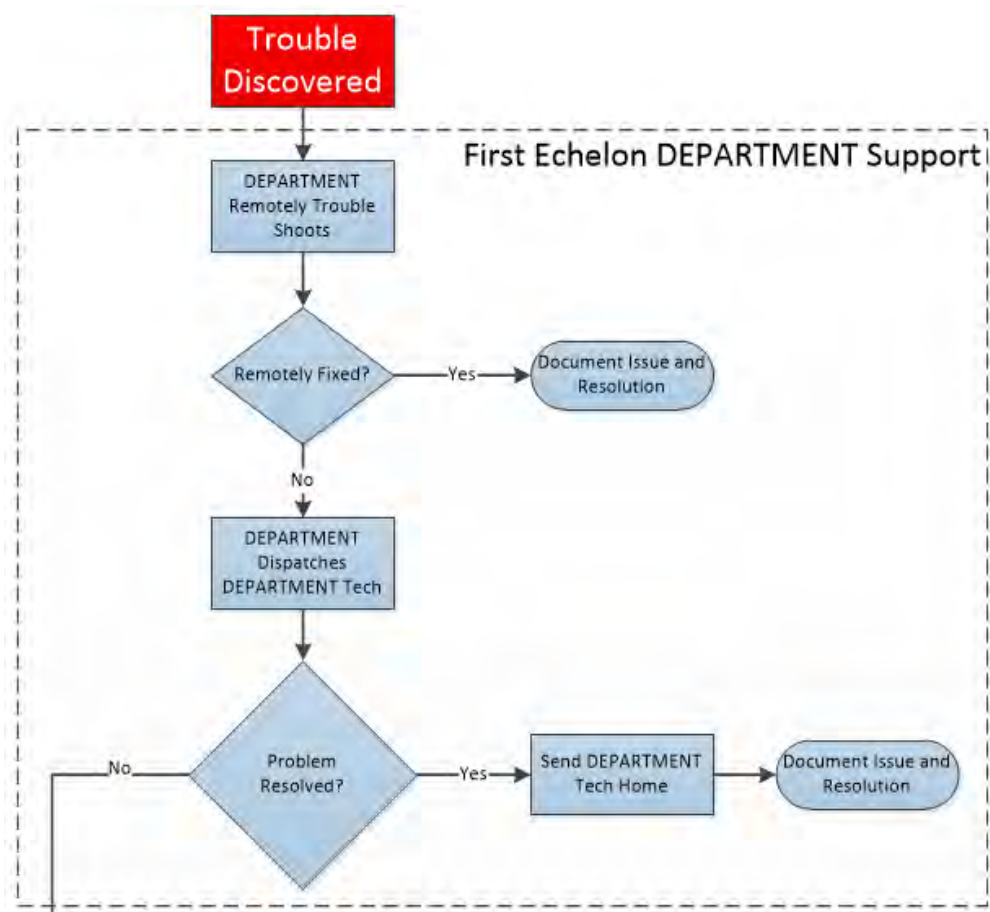 Trouble
Discovered
First Echelon DEPARTMENT Support
DEPARTMENT
Remotely Trouble
Shoots
Remotely Fixed?
Yes
Document Issue and
Resolution
No
DEPARTMENT
Dispatches
DEPARTMENT Tech
Problem
Resolved?
No
Yes
Send DEPARTMENT
Tech Home
Document Issue and
Resolution